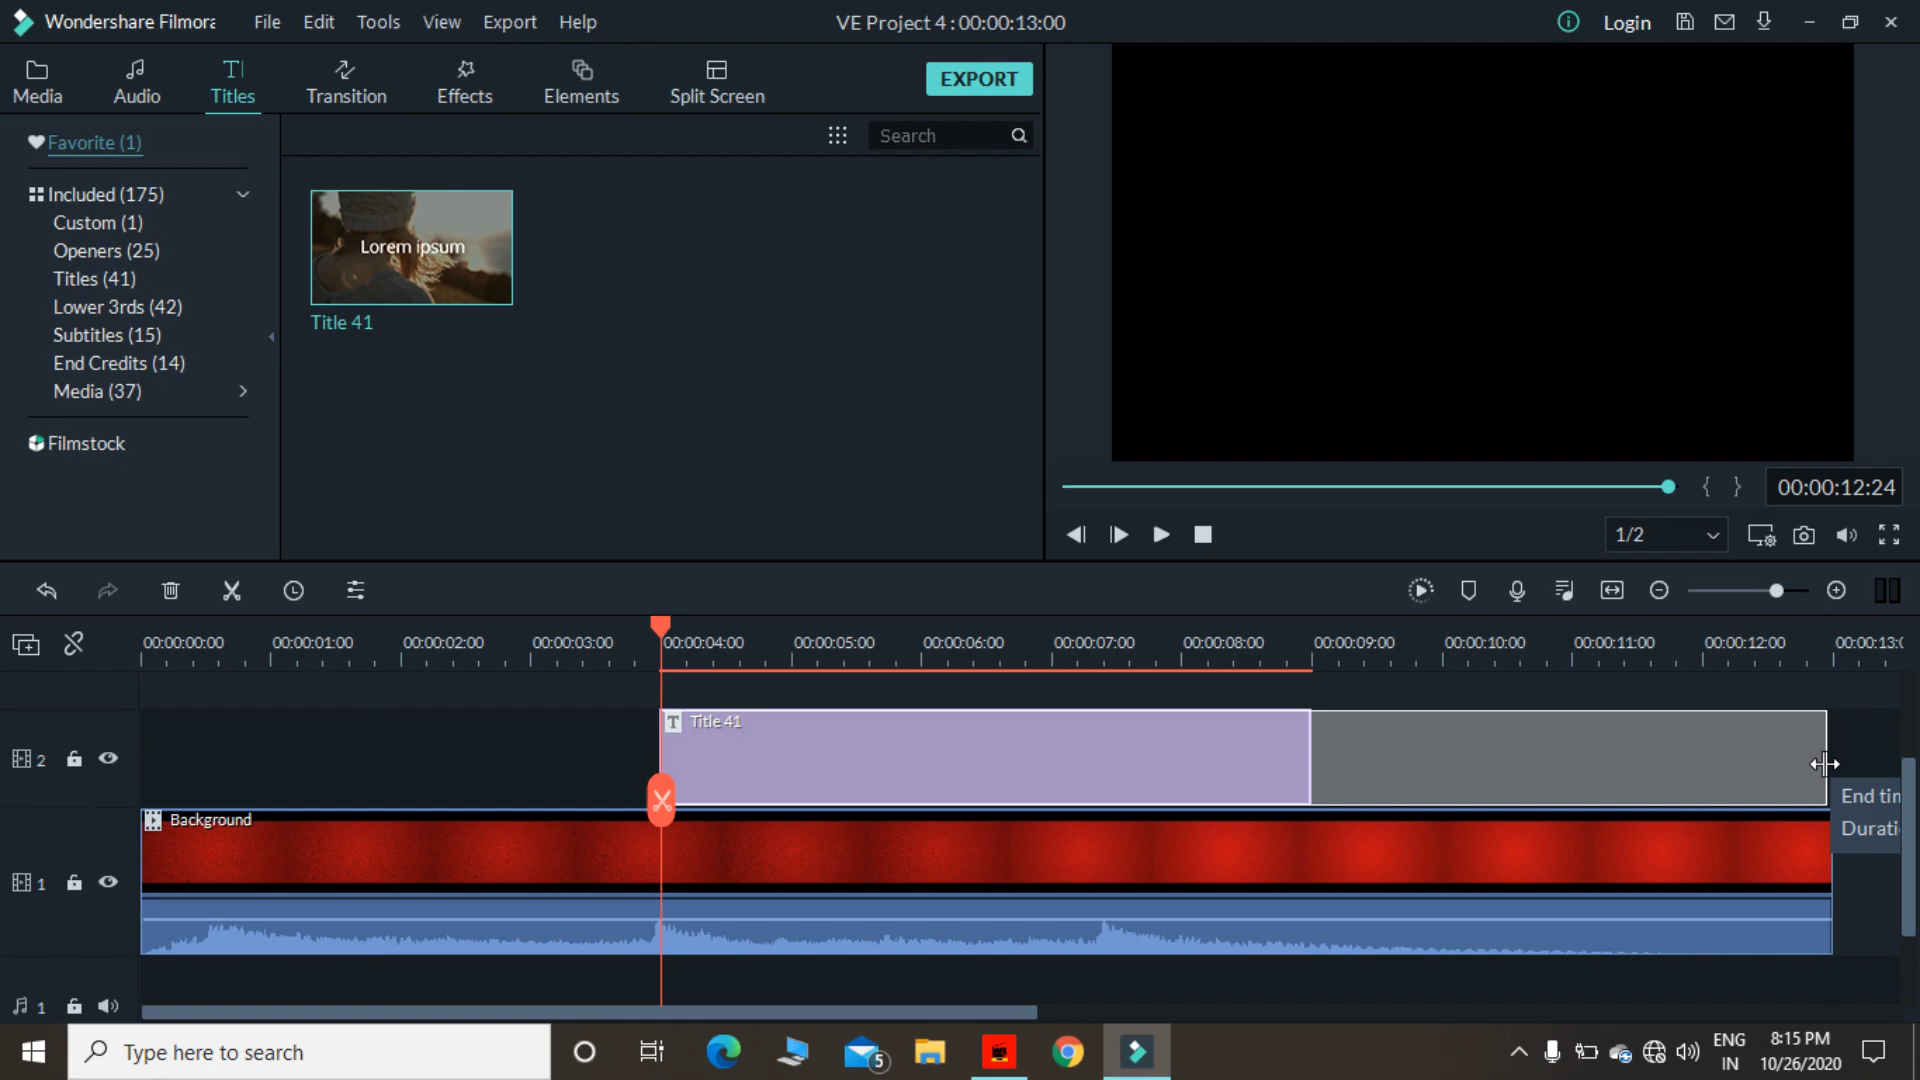 Wondershare Filmora File Edit Tools View Export Help VE Project 4 : 00:00:13:00 Login
Media Audio Titles Transition Effects Elements Split Screen EXPORT
Favorite (1)
Search
Included (175)
Custom (1)
Openers (25)
Titles (41)
Lower 3rds (42)
Subtitles (15)
End Credits (14)
Media (37)
Filmstock
Lorem ipsum
Title 41
00:00:12:24
1/2
00:00:00:00 00:00:01:00 00:00:02:00 00:00:03:00 00:00:04:00 00:00:05:00 00:00:06:00 00:00:07:00 00:00:08:00 00:00:09:00 00:00:10:00 00:00:11:00 00:00:12:00 00:00:13:0
T Title 41
2
End tim
Durati
Background
1
1
Type here to search
5
ENG
IN
8:15 PM
10/26/2020